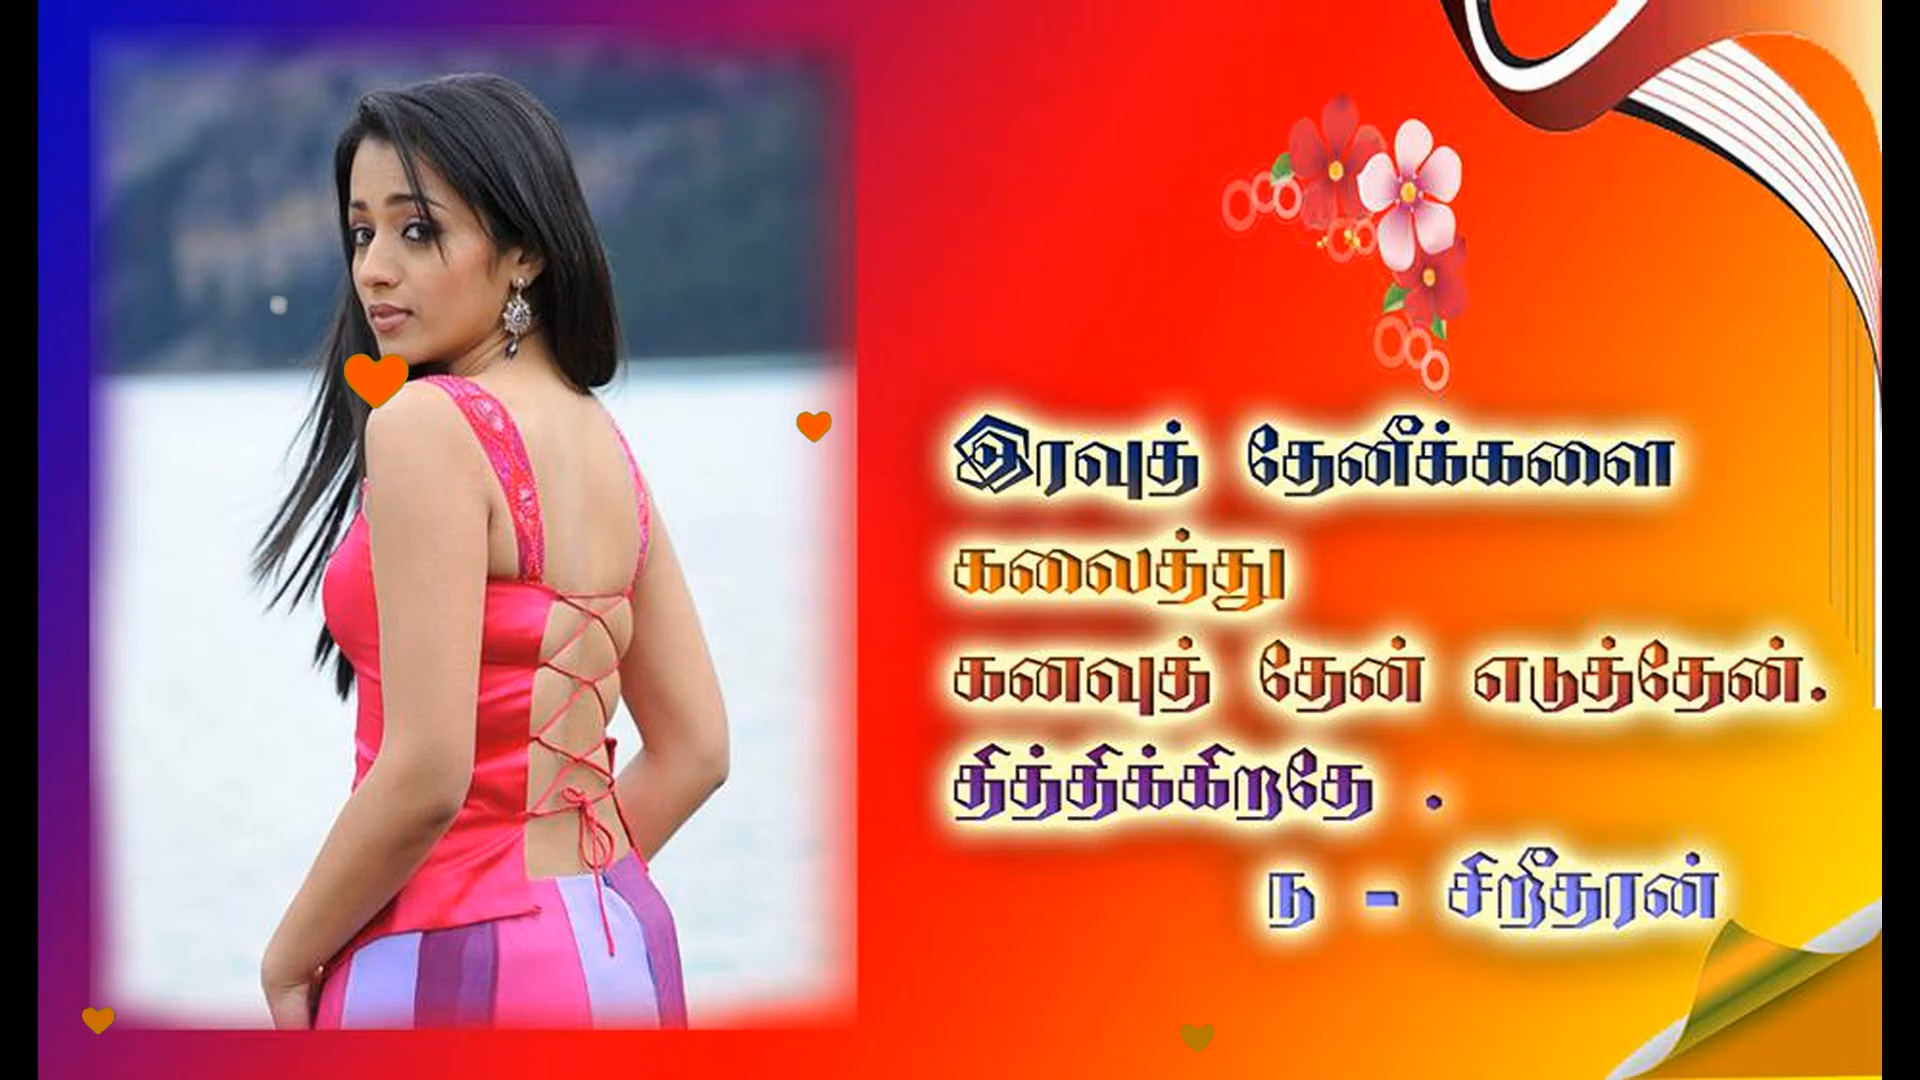 இரவுத் தேனீக்களை
கலைத்து
கனவுத் தேன் எடுத்தேன்.
தித்திக்கிறதே .
ந - சிறீதரன்